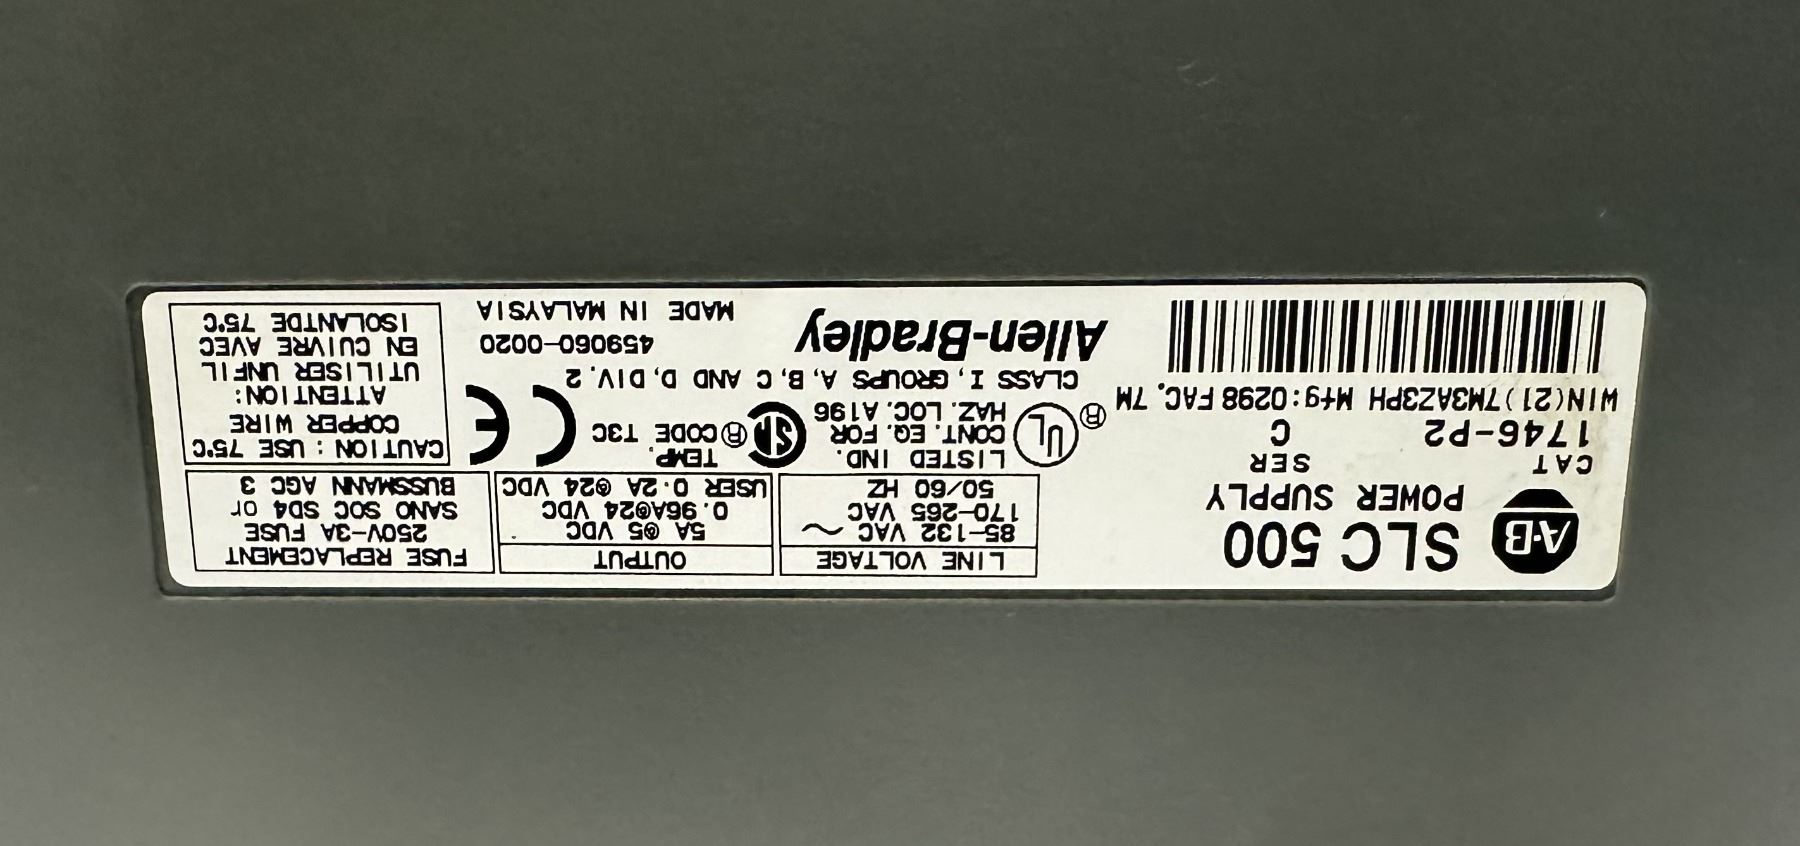 A·B
SLC 500
POWER SUPPLY
CAT SER
1746-P2 C
WIN(21)7M3AZ3PH Mfg:0298 FAC. 7M
LINE VOLTAGE
85-132 VAC ~
170-265 VAC
50/60 HZ
OUTPUT
5A @5 VDC
0.96A@24 VDC
USER 0.2A @24 VDC
FUSE REPLACEMENT
250V-3A FUSE
SANO SOC SD4 or
BUSSMANN AGC 3
UL ®
LISTED IND.
CONT. EQ. FOR
HAZ. LOC. A196
SA ®
TEMP.
CODE T3C
CE
CLASS I, GROUPS A, B, C AND D, DIV. 2
Allen-Bradley
459060-0020
MADE IN MALAYSIA
CAUTION: USE 75°C
COPPER WIRE
ATTENTION:
UTILISER UNFIL
EN CUIVRE AVEC
ISOLANTDE 75°C